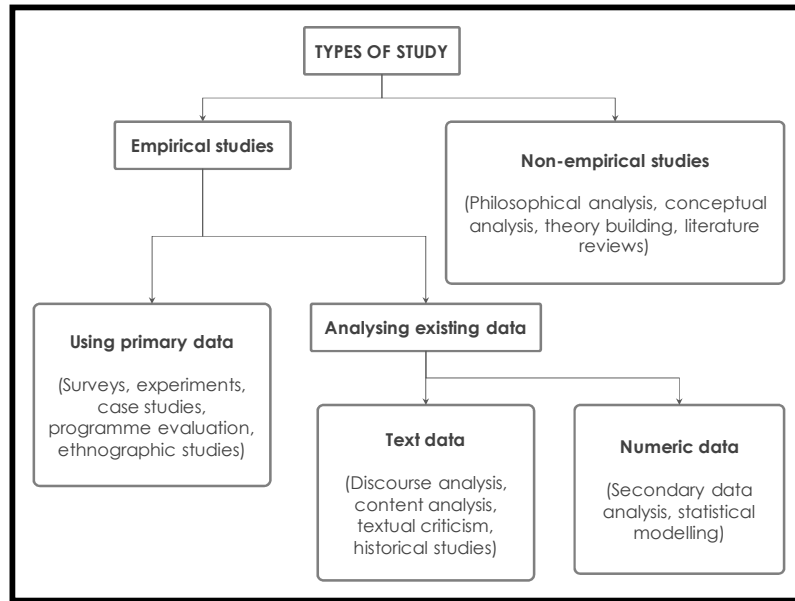 TYPES OF STUDY
Empirical studies
Non-empirical studies
(Philosophical analysis, conceptual
analysis, theory building, literature
reviews)
Using primary data
(Surveys, experiments,
case studies,
programme evaluation,
ethnographic studies)
Analysing existing data
Text data
(Discourse analysis,
content analysis,
textual criticism,
historical studies)
Numeric data
(Secondary data
analysis, statistical
modelling)